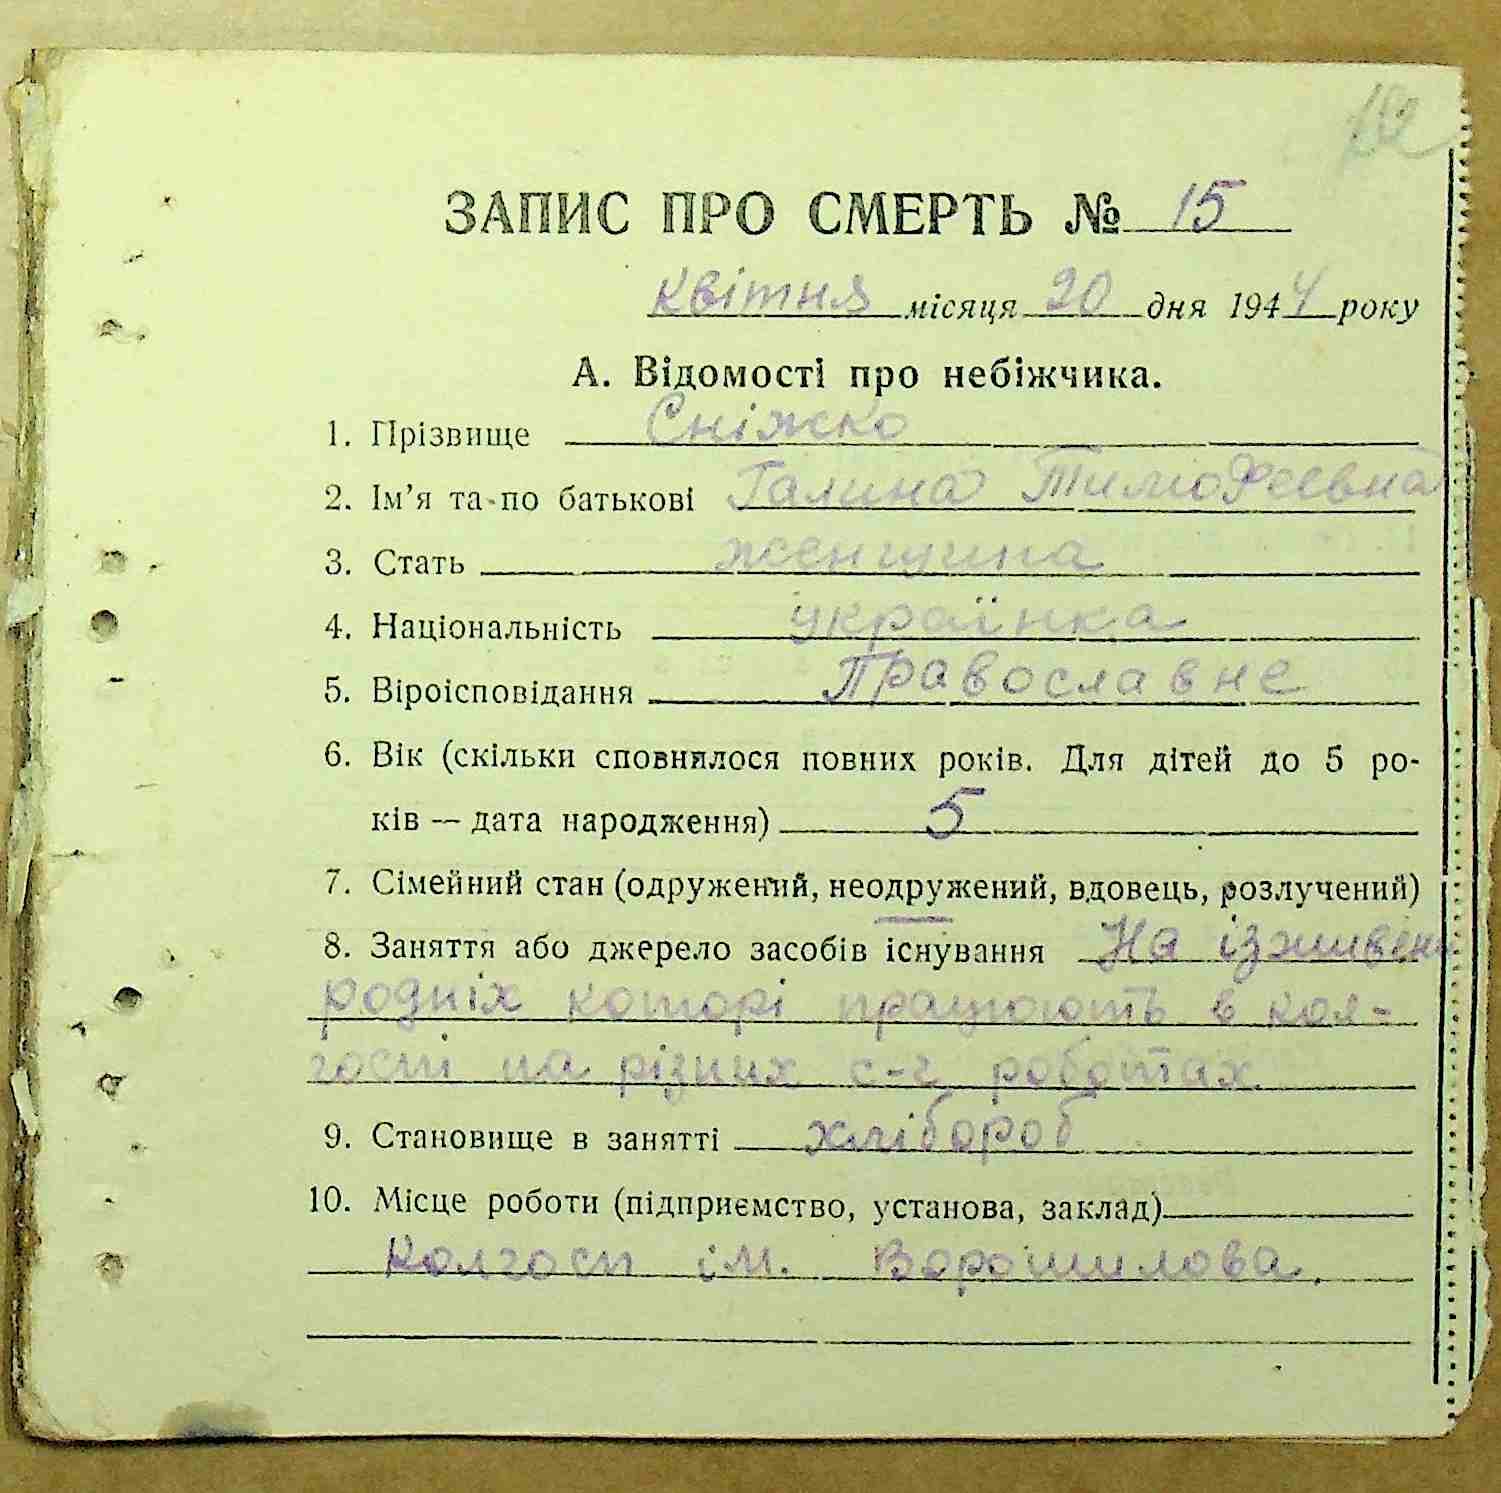 12
ЗАПИС ПРО СМЕРТЬ № 15
квітня місяця 20 дня 1944 року
А. Відомості про небіжчика.
1. Прізвище Сніжко
2. Ім’я та по батькові Галина Тимофеевна
3. Стать женщина
4. Національність українка
5. Віроісповідання Православне
6. Вік (скільки сповнилося повних років. Для дітей до 5 ро-
ків — дата народження) 5
7. Сімейний стан (одружений, неодружений, вдовець, розлучений)
8. Заняття або джерело засобів існування На іжживені
родніх которі працюють в кол-
госпі на різних с-г роботах.
9. Становище в занятті хлібороб
10. Місце роботи (підприємство, установа, заклад)
Колгосп ім. Ворошилова.